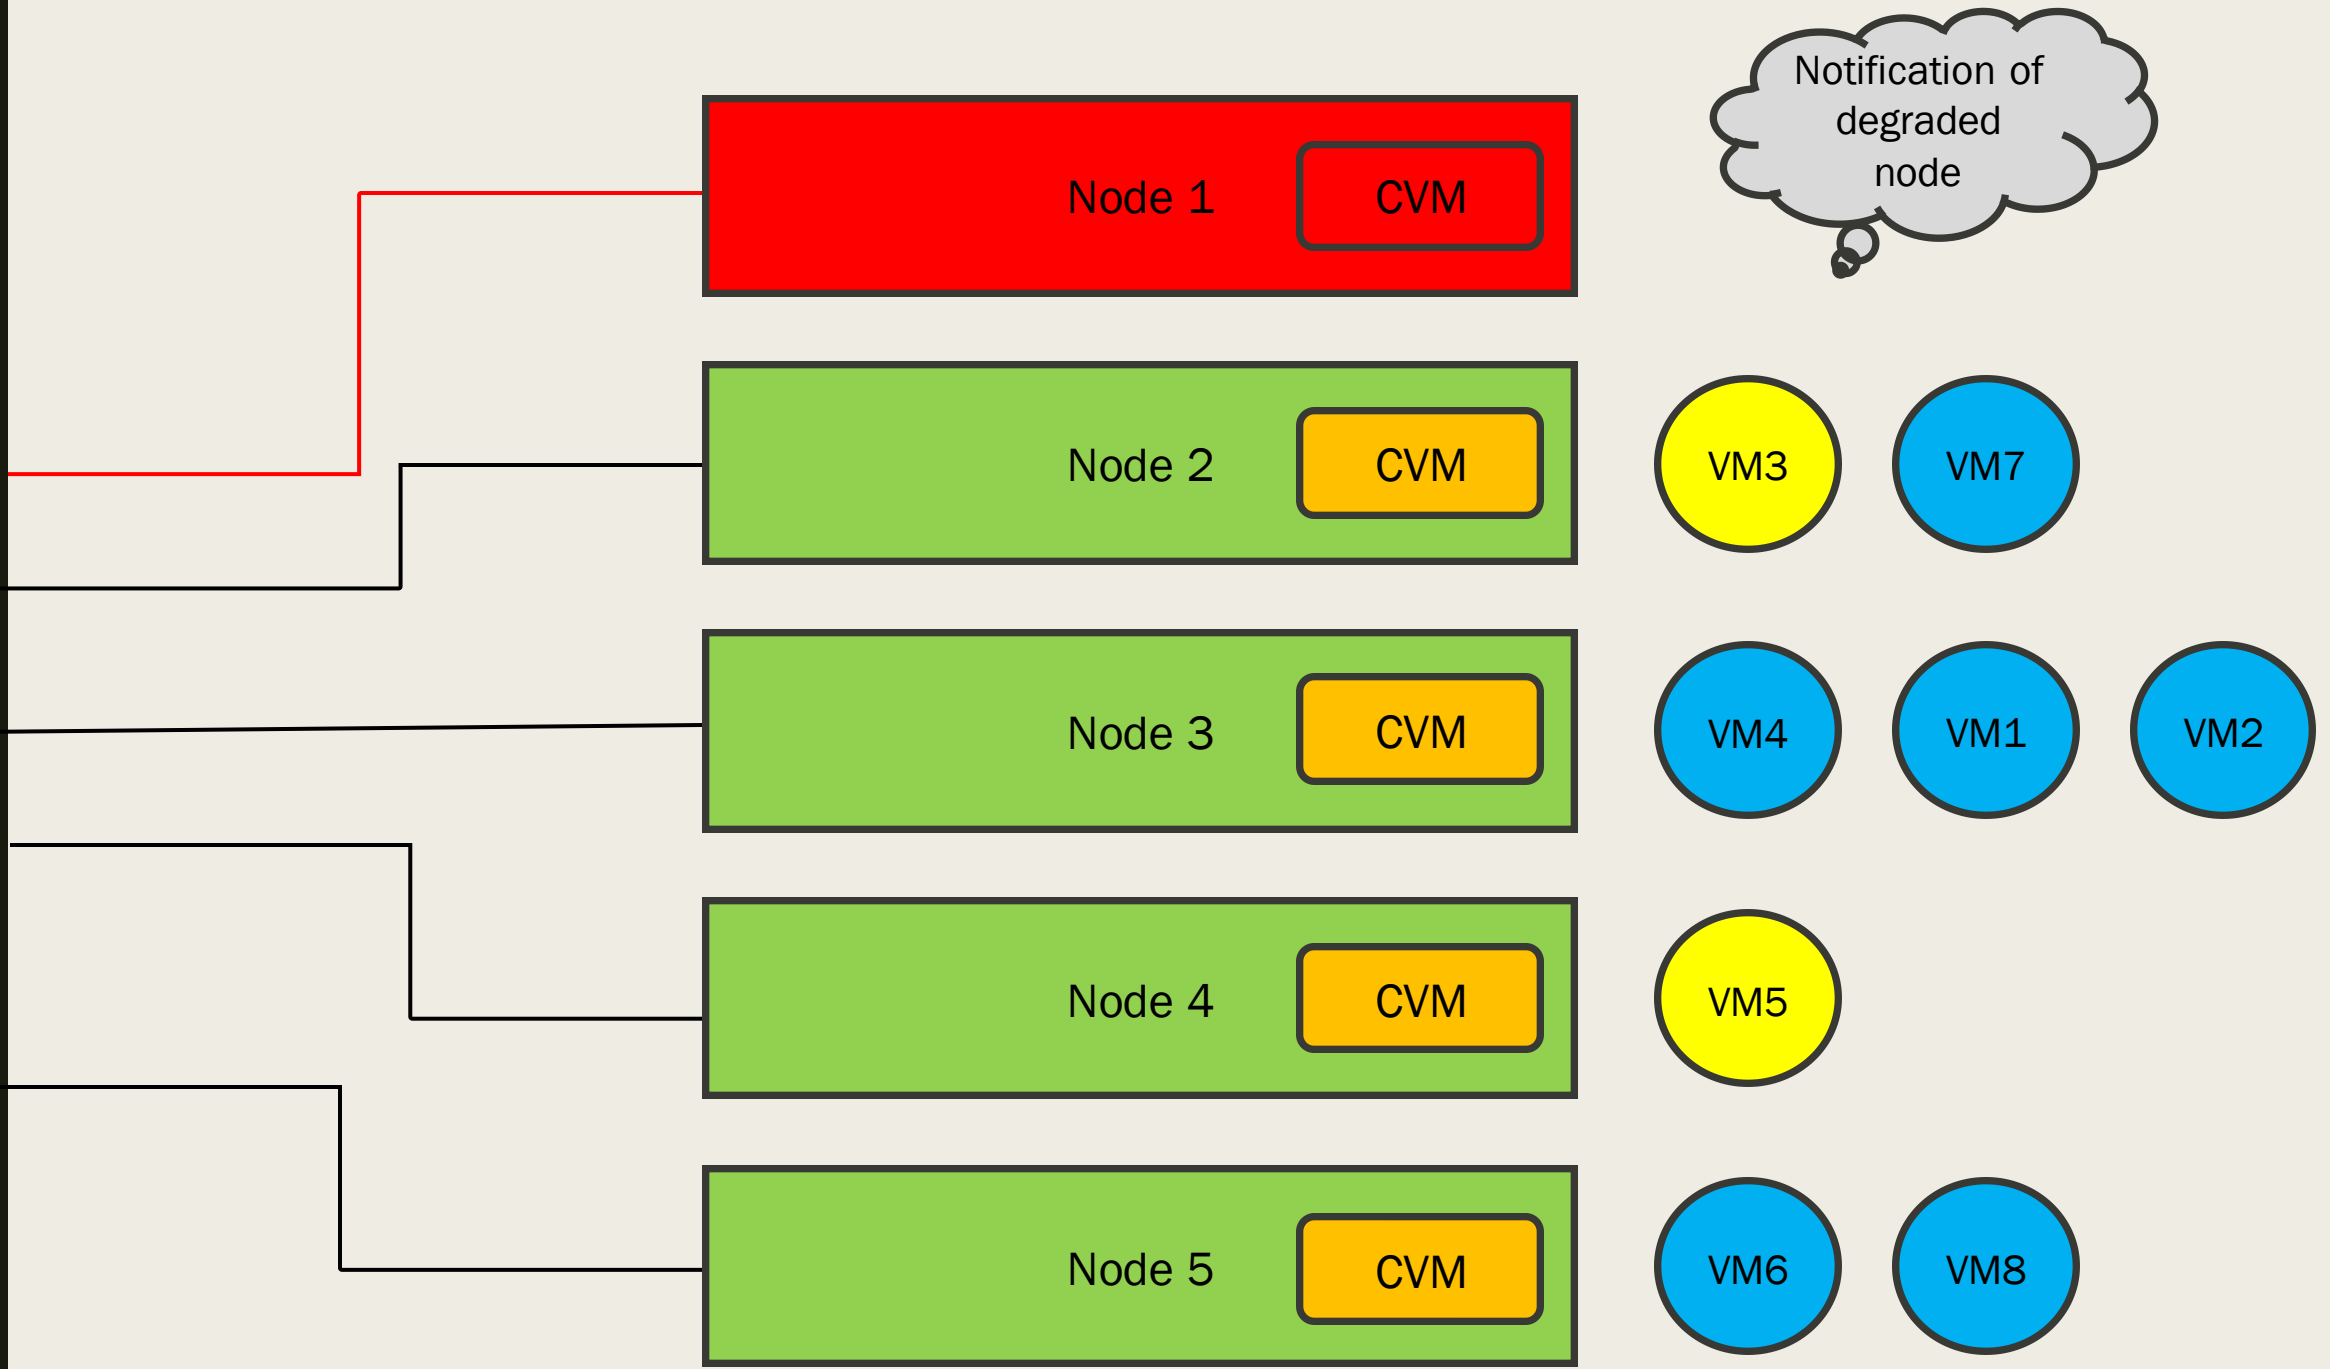 Notification of
degraded
node
Node 1
CVM
Node 2
CVM
VM3
VM7
Node 3
CVM
VM4
VM1
VM2
Node 4
CVM
VM5
Node 5
CVM
VM6
VM8